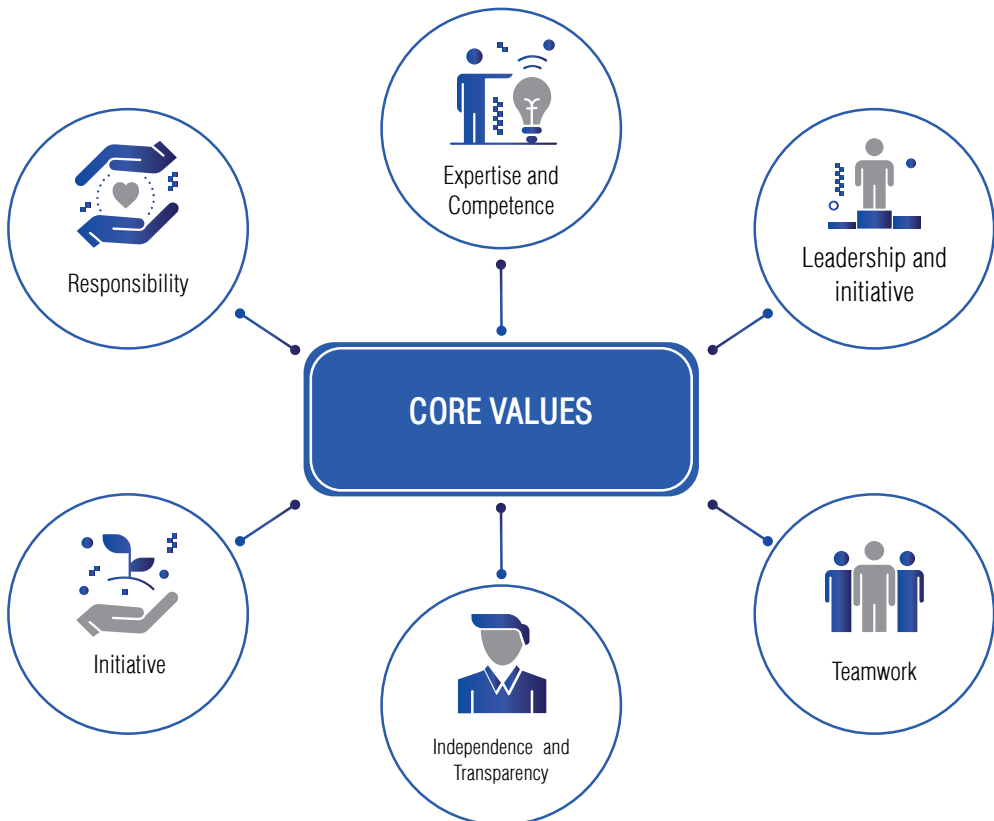 Expertise and
Competence
Responsibility
Leadership and
initiative
CORE VALUES
Initiative
Teamwork
Independence and
Transparency